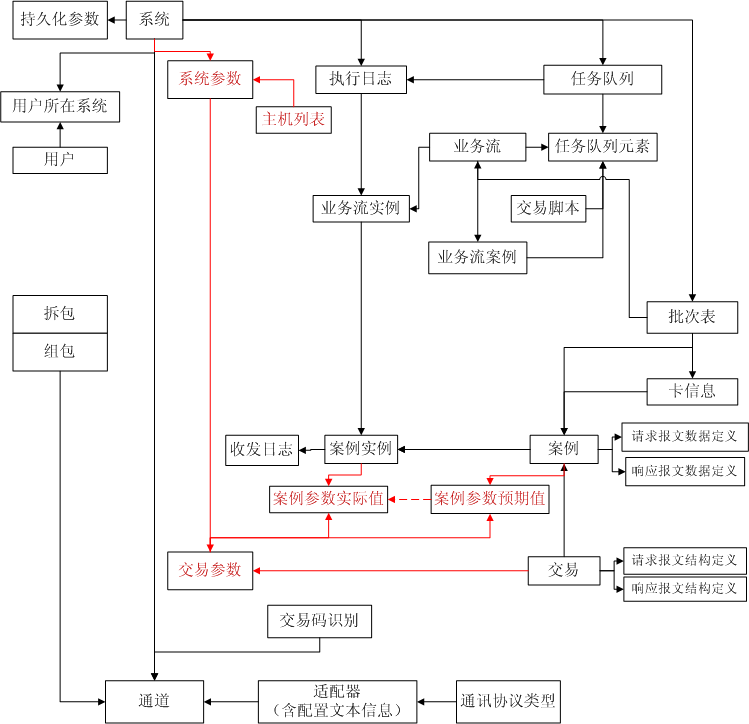 持久化参数
系统
系统参数
执行日志
任务队列
用户所在系统
主机列表
用户
业务流
任务队列元素
业务流实例
交易脚本
业务流案例
拆包
组包
批次表
卡信息
收发日志
案例实例
案例
请求报文数据定义
响应报文数据定义
案例参数实际值
案例参数预期值
交易参数
交易
请求报文结构定义
响应报文结构定义
交易码识别
通道
适配器
（含配置文本信息）
通讯协议类型